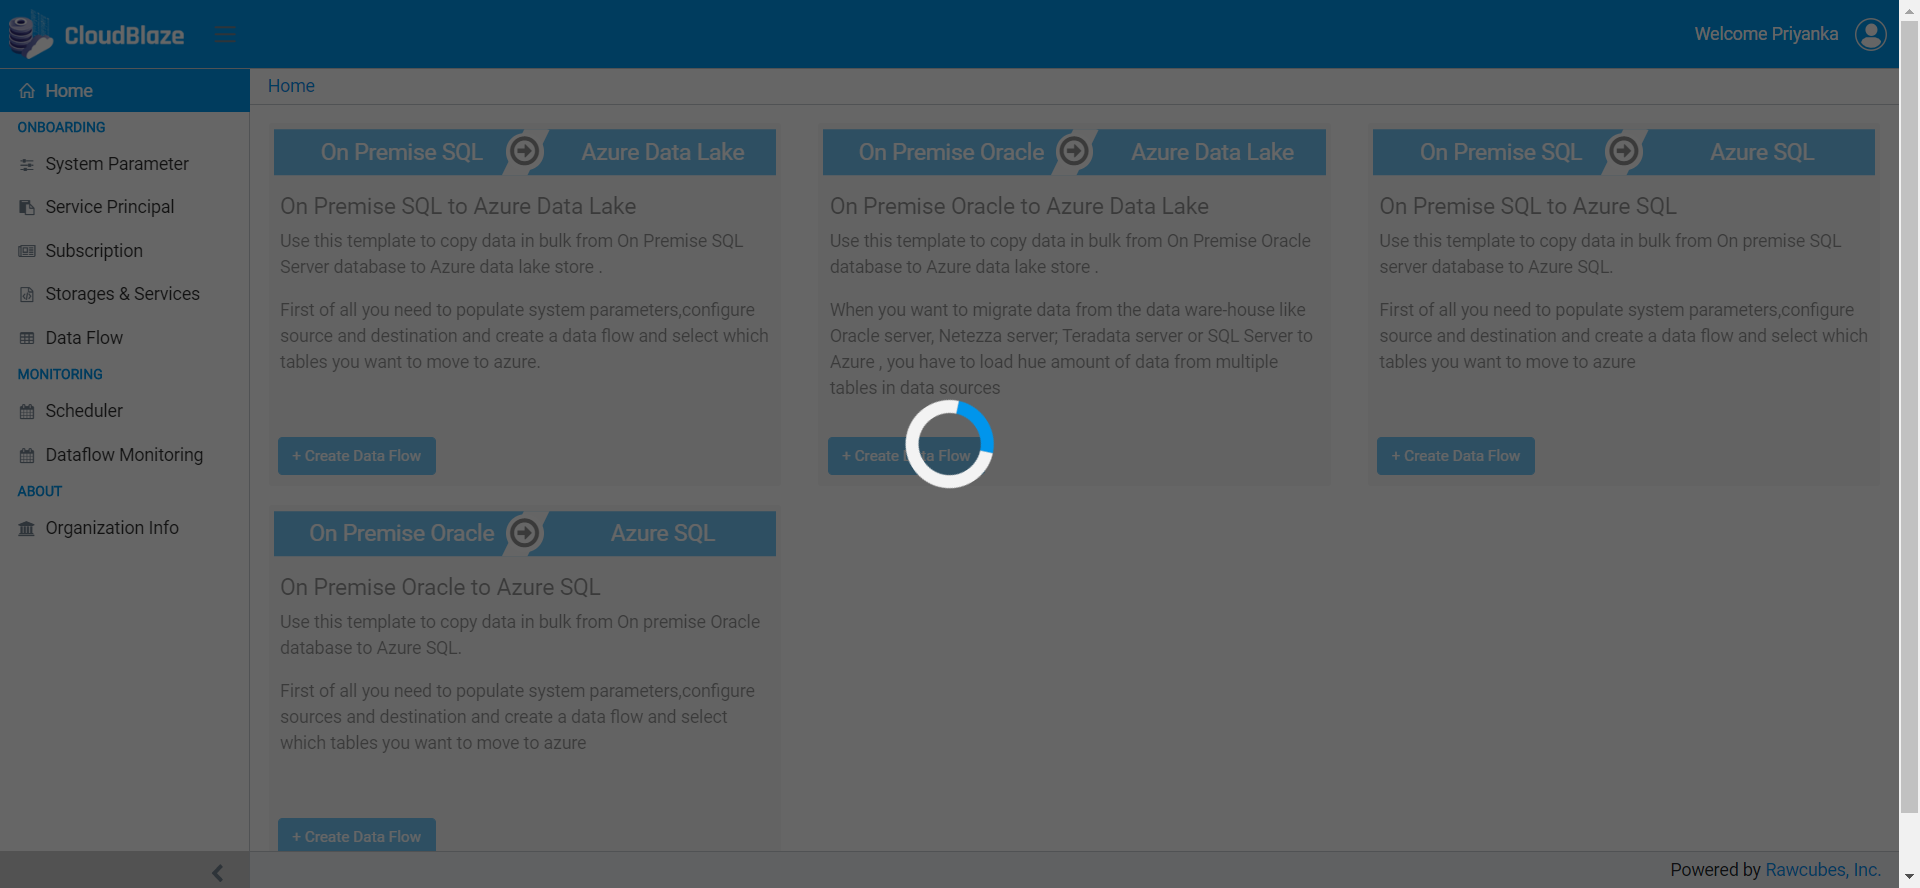 CloudBlaze
Welcome Priyanka
Home
ONBOARDING
System Parameter
Service Principal
Subscription
Storages & Services
Data Flow
MONITORING
Scheduler
Dataflow Monitoring
ABOUT
Organization Info
Home
On Premise SQL Azure Data Lake
On Premise SQL to Azure Data Lake
Use this template to copy data in bulk from On Premise SQL
Server database to Azure data lake store .
First of all you need to populate system parameters,configure
source and destination and create a data flow and select which
tables you want to move to azure.
+ Create Data Flow
On Premise Oracle Azure Data Lake
On Premise Oracle to Azure Data Lake
Use this template to copy data in bulk from On Premise Oracle
database to Azure data lake store .
When you want to migrate data from the data ware-house like
Oracle server, Netezza server; Teradata server or SQL Server to
Azure , you have to load hue amount of data from multiple
tables in data sources
+ Create Data Flow
On Premise SQL Azure SQL
On Premise SQL to Azure SQL
Use this template to copy data in bulk from On premise SQL
server database to Azure SQL.
First of all you need to populate system parameters,configure
source and destination and create a data flow and select which
tables you want to move to azure
+ Create Data Flow
On Premise Oracle Azure SQL
On Premise Oracle to Azure SQL
Use this template to copy data in bulk from On premise Oracle
database to Azure SQL.
First of all you need to populate system parameters,configure
sources and destination and create a data flow and select
which tables you want to move to azure
+ Create Data Flow
Powered by Rawcubes, Inc.